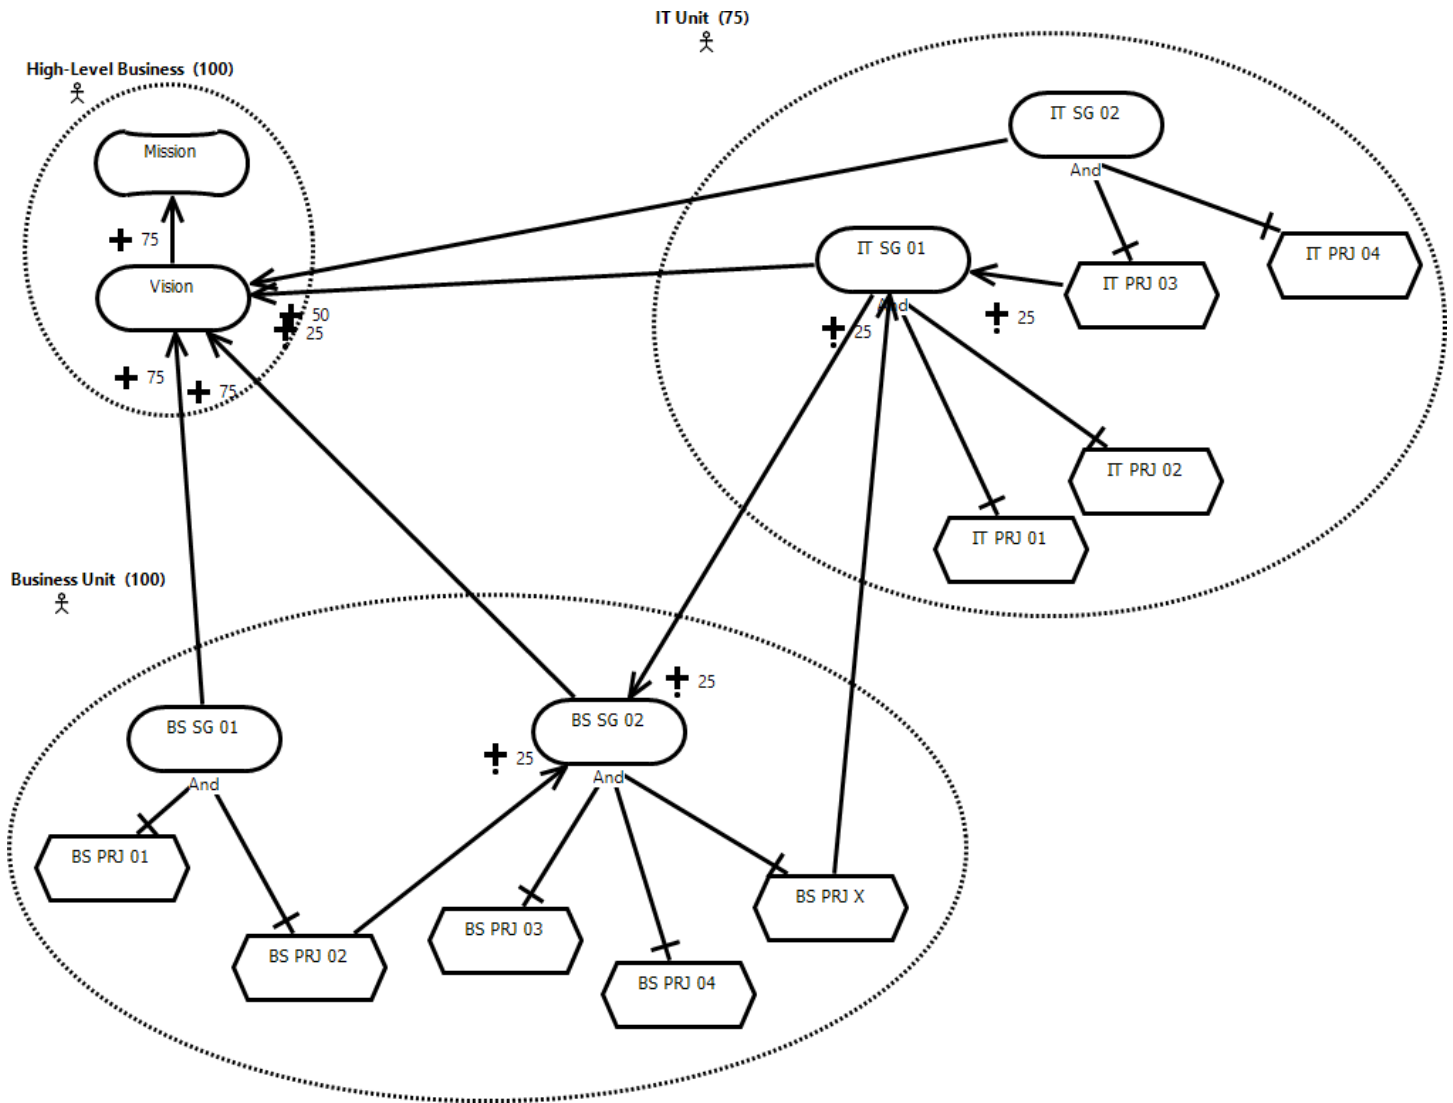 IT Unit (75)
High-Level Business (100)
IT SG 02
Mission
And
IT SG 01
75
IT PRJ 04
IT PRJ 03
Vision
And
50
25
25
25
75
75
IT PRJ 02
IT PRJ 01
Business Unit (100)
25
BS SG 01
BS SG 02
25
And
And
BS PRJ 01
BS PRJ X
BS PRJ 03
BS PRJ 02
BS PRJ 04